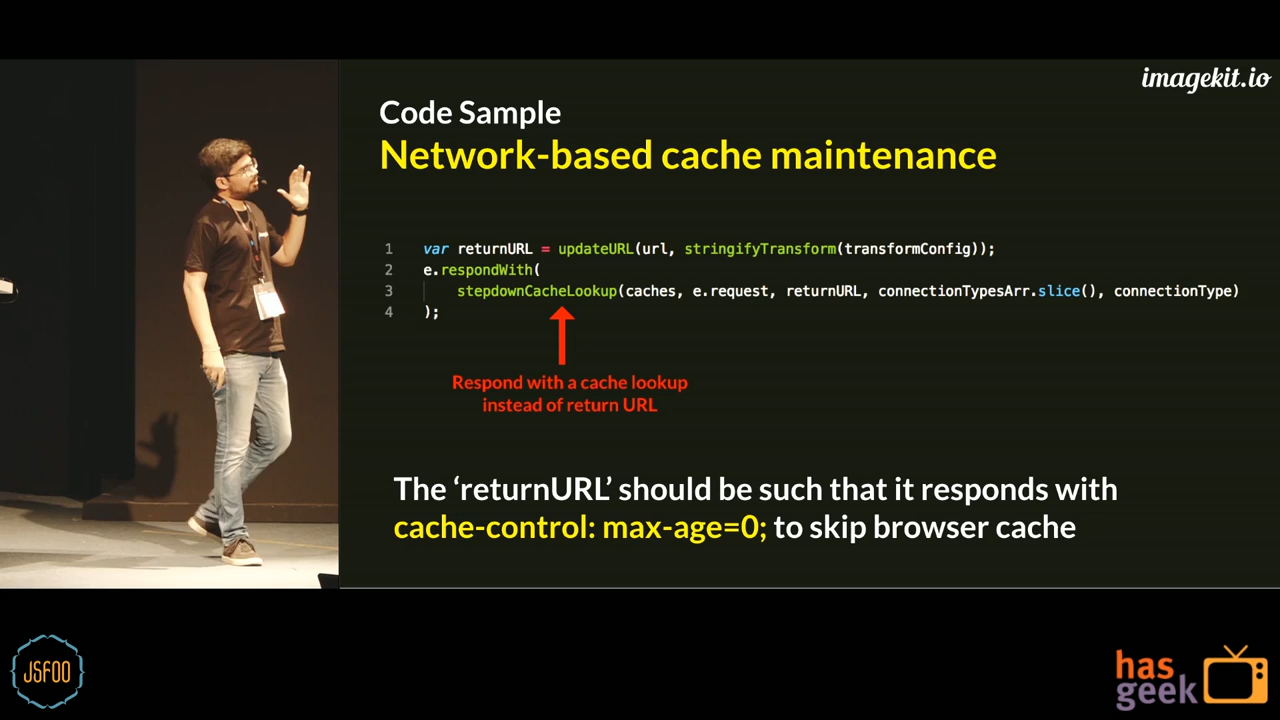 imagekit.io
Code Sample
Network-based cache maintenance
1 var returnURL = updateURL(url, stringifyTransform(transformConfig));
2 e.respondWith(
3 stepdownCacheLookup(caches, e.request, returnURL, connectionTypesArr.slice(), connectionType)
4 );
Respond with a cache lookup
instead of return URL
The ‘returnURL’ should be such that it responds with
cache-control: max-age=0; to skip browser cache
JSFOO
has
geek